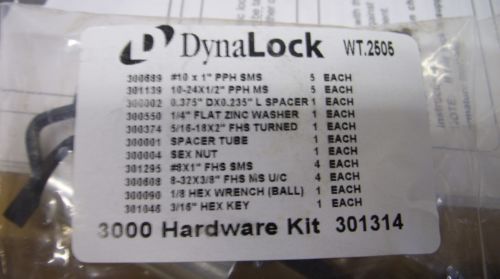 DynaLock WT.2505
300689 #10 x 1" PPH SMS 5 EACH
301139 10-24X1/2" PPH MS 5 EACH
300002 0.375" DX0.235" L SPACER 1 EACH
300550 1/4" FLAT ZINC WASHER 1 EACH
300374 5/16-18X2" FHS TURNED 1 EACH
300001 SPACER TUBE 1 EACH
300004 SEX NUT 1 EACH
301295 #8X1" FHS SMS 4 EACH
300608 8-32X3/8" FHS MS U/C 4 EACH
300090 1/8 HEX WRENCH (BALL) 1 EACH
301046 3/16" HEX KEY 1 EACH
3000 Hardware Kit 301314